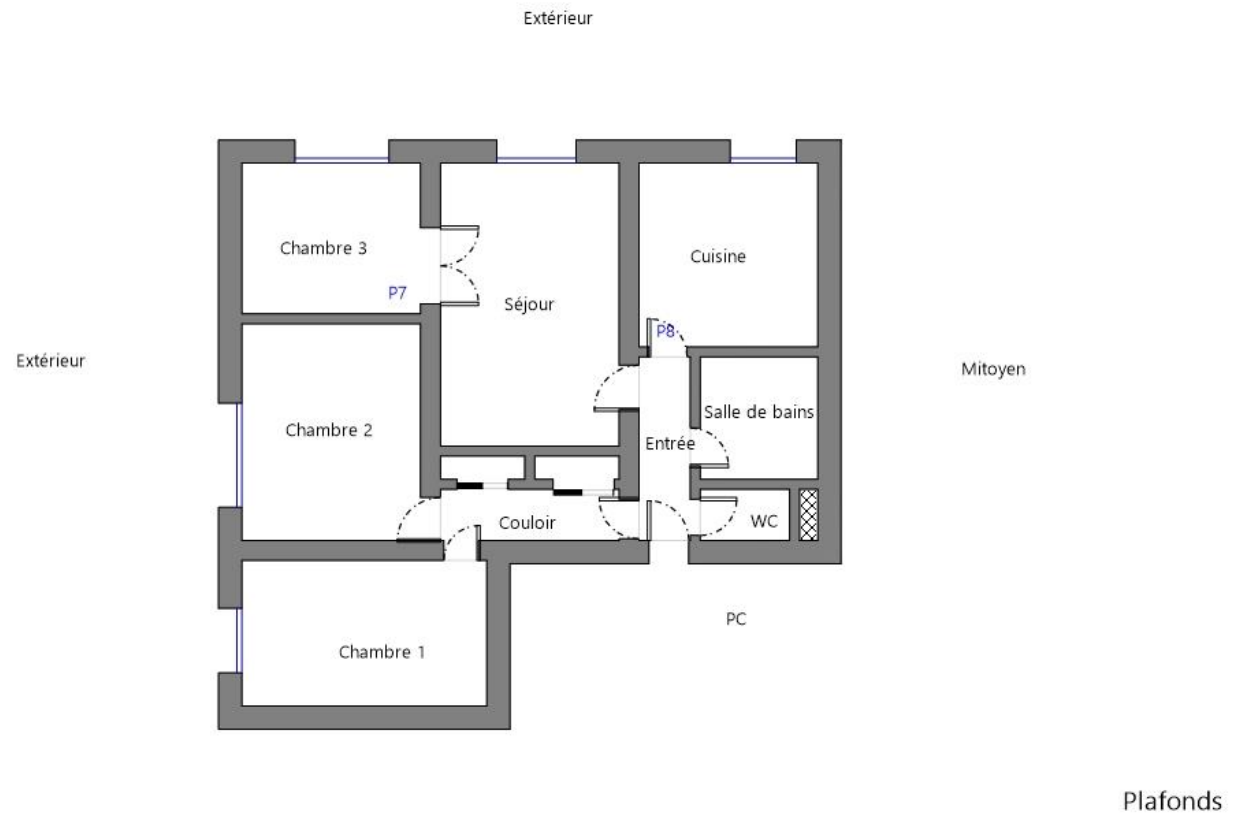 Extérieur
Chambre 3
Cuisine
P7
Séjour
P8
Extérieur
Mitoyen
Salle de bains
Chambre 2
Entrée
Couloir
WC
PC
Chambre 1
Plafonds